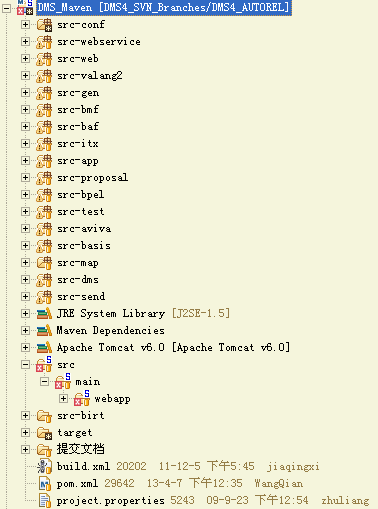 DMS_Maven [DMS4_SVN_Branches/DMS4_AUTOREL]
src-conf
src-webservice
src-web
src-valang2
src-gen
src-bmf
src-baf
src-itx
src-app
src-proposal
src-bpel
src-test
src-aviva
src-basis
src-map
src-dms
src-send
JRE System Library [J2SE-1.5]
Maven Dependencies
Apache Tomcat v6.0 [Apache Tomcat v6.0]
src
main
webapp
src-birt
target
提交文档
build.xml 20202 11-12-5 下午5:45 jiaqingxi
pom.xml 29642 13-4-7 下午12:35 WangQian
project.properties 5243 09-9-23 下午12:54 zhuliang